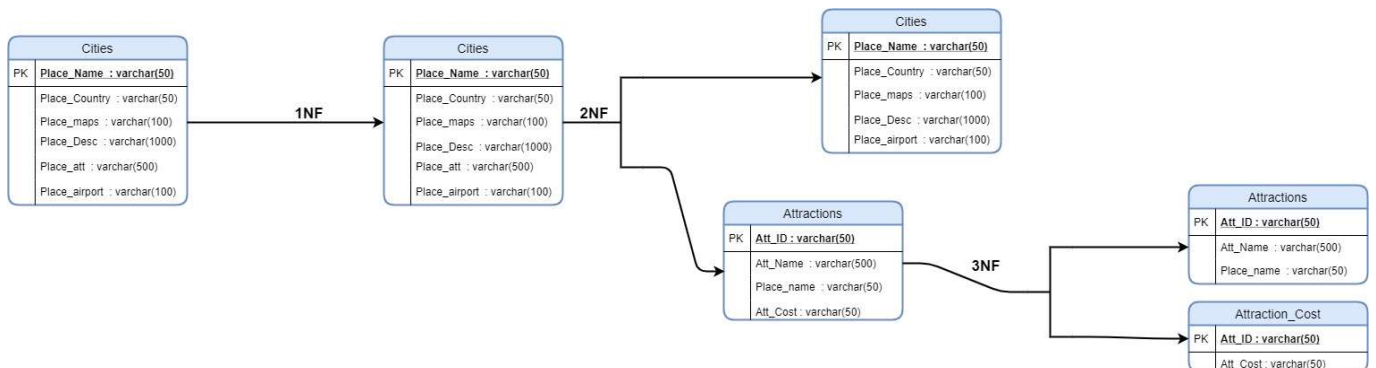 Cities
PK Place_Name : varchar(50)
Place_Country : varchar(50)
Place_maps : varchar(100)
Place_Desc : varchar(1000)
Place_att : varchar(500)
Place_airport : varchar(100)
1NF
Cities
PK Place_Name : varchar(50)
Place_Country : varchar(50)
Place_maps : varchar(100)
Place_Desc : varchar(1000)
Place_att : varchar(500)
Place_airport : varchar(100)
2NF
Cities
PK Place_Name : varchar(50)
Place_Country : varchar(50)
Place_maps : varchar(100)
Place_Desc : varchar(1000)
Place_airport : varchar(100)
Attractions
PK Att_ID : varchar(50)
Att_Name : varchar(500)
Place_name : varchar(50)
Att_Cost : varchar(50)
3NF
Attractions
PK Att_ID : varchar(50)
Att_Name : varchar(500)
Place_name : varchar(50)
Attraction_Cost
PK Att_ID : varchar(50)
Att_Cost : varchar(50)